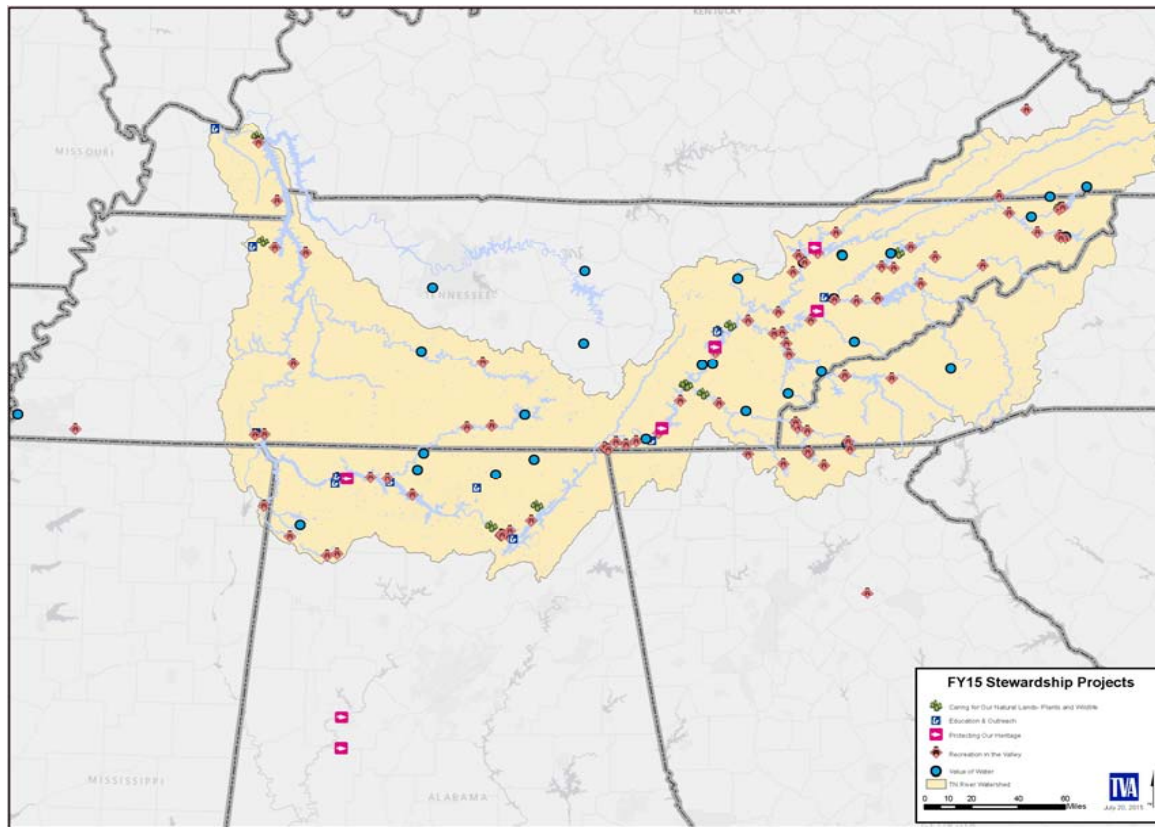 KENTUCKY
MISSOURI
TENNESSEE
MISSISSIPPI
ALABAMA
FY15 Stewardship Projects
Caring for Our Natural Lands- Plants and Wildlife
Education & Outreach
Protecting Our Heritage
Recreation in the Valley
Value of Water
TN River Watershed
0 10 20 40 60
Miles
TVA
July 20, 2015